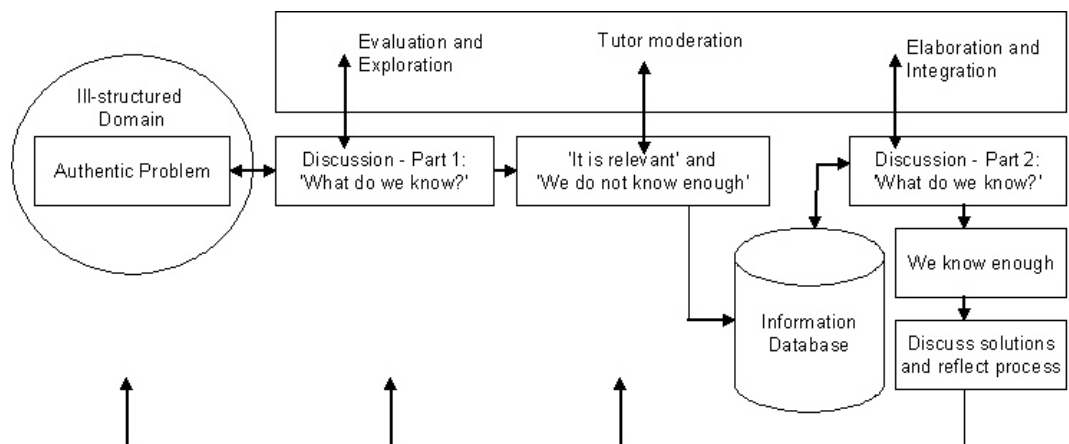 Evaluation and
Exploration
Tutor moderation
Elaboration and
Integration
Ill-structured
Domain
Authentic Problem
Discussion - Part 1:
'What do we know?'
'It is relevant' and
'We do not know enough'
Discussion - Part 2:
'What do we know?'
We know enough
Information
Database
Discuss solutions
and reflect process